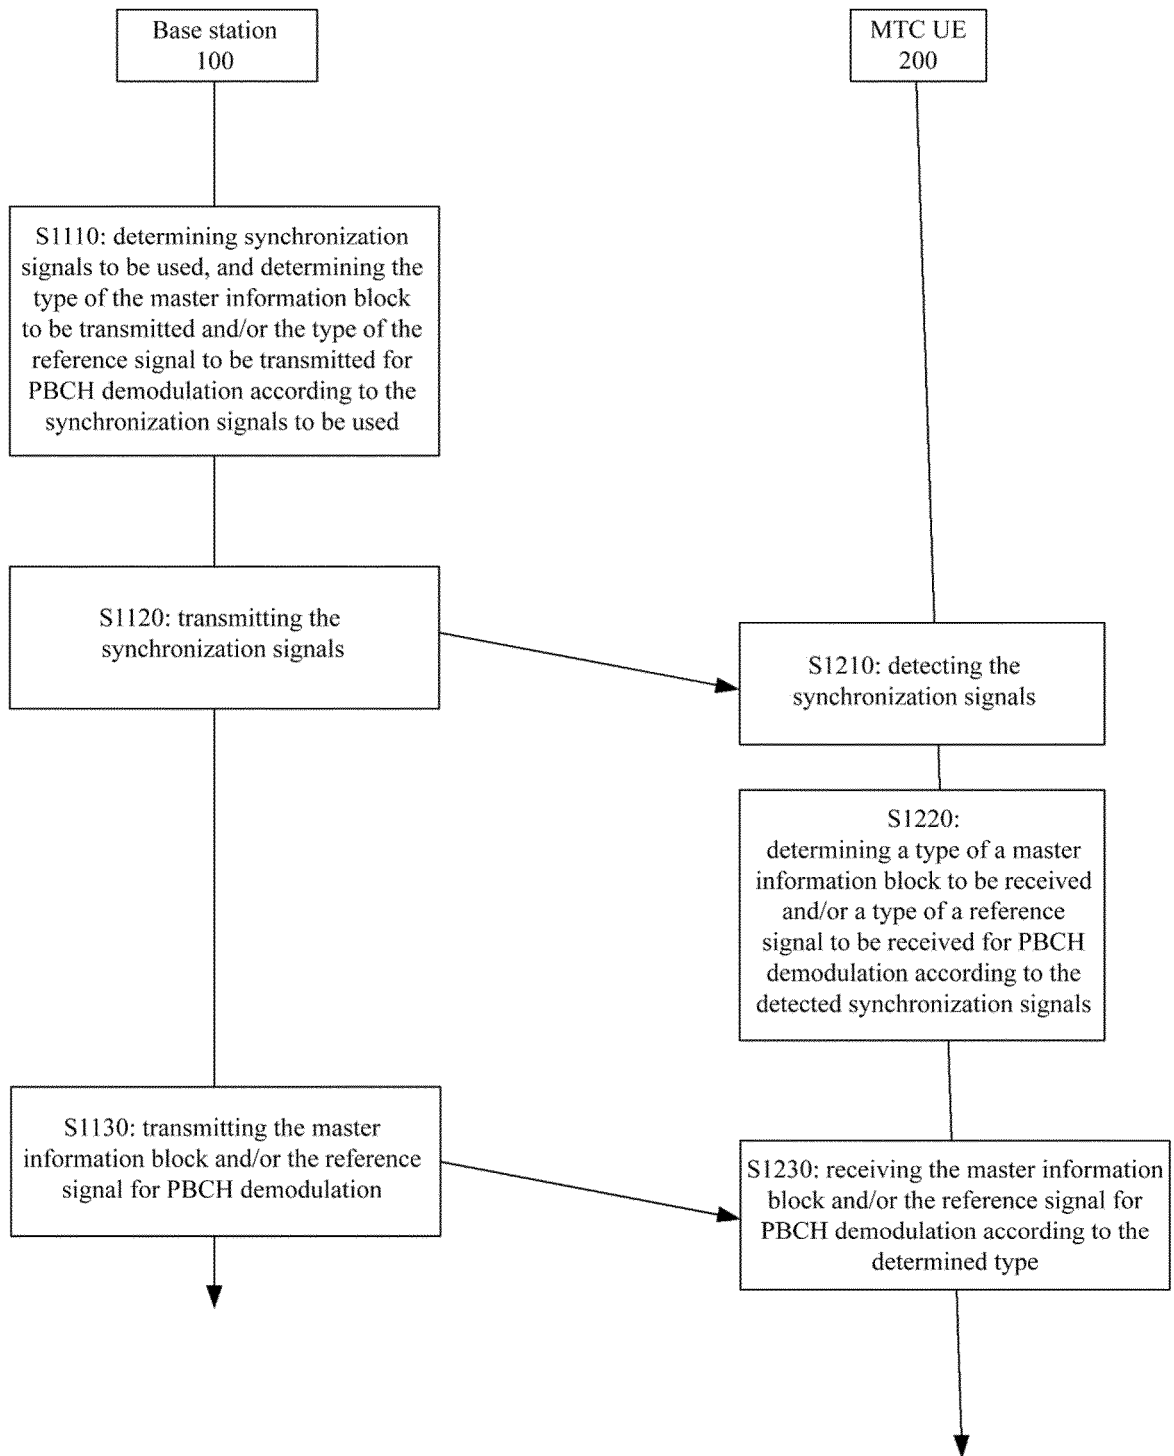 Base station
100
MTC UE
200
S1110: determining synchronization
signals to be used, and determining the
type of the master information block
to be transmitted and/or the type of the
reference signal to be transmitted for
PBCH demodulation according to the
synchronization signals to be used
S1120: transmitting the
synchronization signals
S1210: detecting the
synchronization signals
S1220:
determining a type of a master
information block to be received
and/or a type of a reference
signal to be received for PBCH
demodulation according to the
detected synchronization signals
S1130: transmitting the master
information block and/or the reference
signal for PBCH demodulation
S1230: receiving the master information
block and/or the reference signal for
PBCH demodulation according to the
determined type